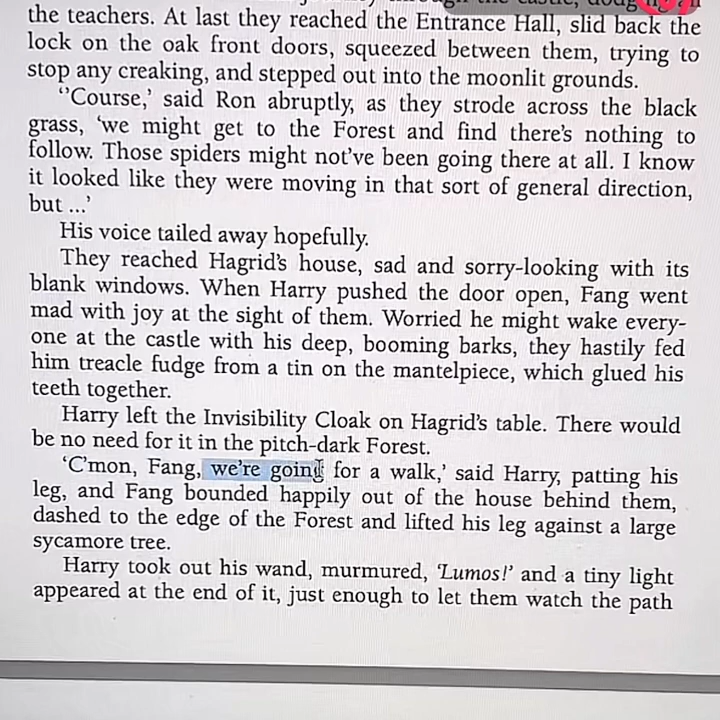 the castle,
the teachers. At last they reached the Entrance Hall, slid back the
lock on the oak front doors, squeezed between them, trying to
stop any creaking, and stepped out into the moonlit grounds.
‘’Course,’ said Ron abruptly, as they strode across the black
grass, ‘we might get to the Forest and find there’s nothing to
follow. Those spiders might not’ve been going there at all. I know
it looked like they were moving in that sort of general direction,
but ...’
His voice tailed away hopefully.
They reached Hagrid’s house, sad and sorry-looking with its
blank windows. When Harry pushed the door open, Fang went
mad with joy at the sight of them. Worried he might wake every-
one at the castle with his deep, booming barks, they hastily fed
him treacle fudge from a tin on the mantelpiece, which glued his
teeth together.
Harry left the Invisibility Cloak on Hagrid’s table. There would
be no need for it in the pitch-dark Forest.
‘C’mon, Fang, we’re going for a walk,’ said Harry, patting his
leg, and Fang bounded happily out of the house behind them,
dashed to the edge of the Forest and lifted his leg against a large
sycamore tree.
Harry took out his wand, murmured, ‘Lumos!’ and a tiny light
appeared at the end of it, just enough to let them watch the path